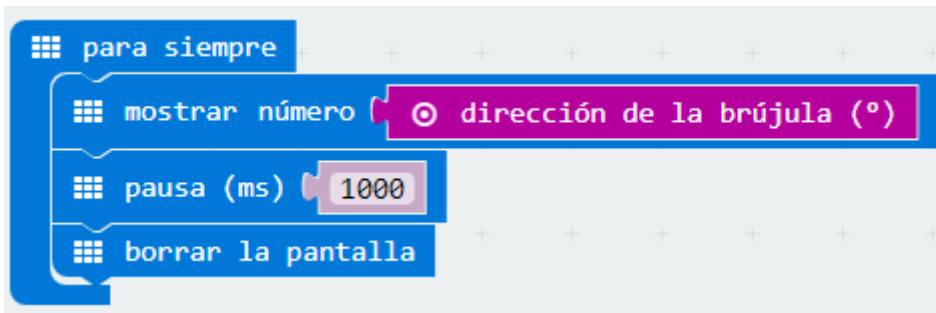 para siempre
mostrar número dirección de la brújula (º)
pausa (ms) 1000
borrar la pantalla